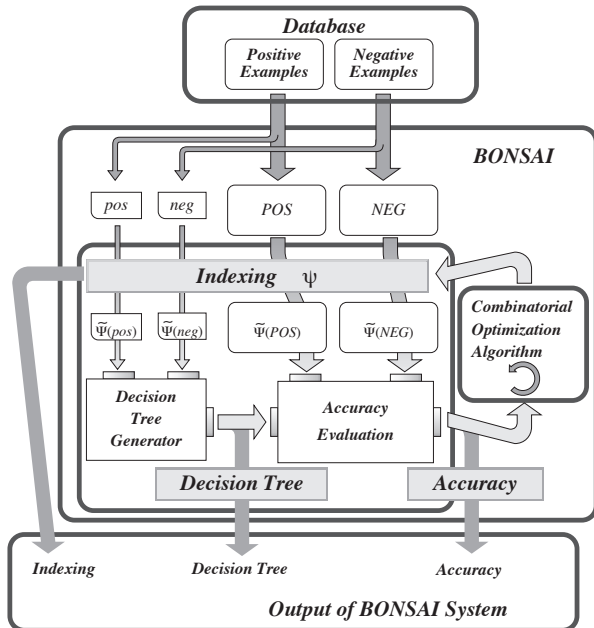 Database
Positive
Examples
Negative
Examples
BONSAI
pos
neg
POS
NEG
Indexing ψ
Ψ̃(pos)
Ψ̃(neg)
Ψ̃(POS)
Ψ̃(NEG)
Combinatorial
Optimization
Algorithm
Decision
Tree
Generator
Accuracy
Evaluation
Decision Tree
Accuracy
Indexing
Decision Tree
Accuracy
Output of BONSAI System